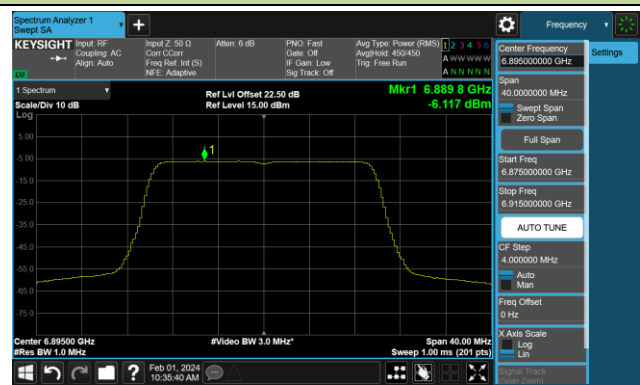 Spectrum Analyzer 1
Swept SA
+
Frequency
KEYSIGHT
Input: RF
Coupling: AC
Align: Auto
Input Z: 50 Ω
Corr CCorr
Freq Ref: Int (S)
NFE: Adaptive
Atten: 6 dB
PNO: Fast
Gate: Off
IF Gain: Low
Sig Track: Off
Avg Type: Power (RMS)
Avg|Hold: 450/450
Trig: Free Run
1 2 3 4 5 6
A W W W W W
A N N N N N
Center Frequency
6.895000000 GHz
Settings
Span
40.0000000 MHz
Swept Span
Zero Span
Full Span
Start Freq
6.875000000 GHz
Stop Freq
6.915000000 GHz
AUTO TUNE
CF Step
4.000000 MHz
Auto
Man
Freq Offset
0 Hz
X Axis Scale
Log
Lin
Signal Track
(Span Zoom)
LXI
1 Spectrum
Scale/Div 10 dB
Log
Ref Lvl Offset 22.50 dB
Ref Level 15.00 dBm
Mkr1 6.889 8 GHz
-6.117 dBm
1
5.00
-5.00
-15.0
-25.0
-35.0
-45.0
-55.0
-65.0
-75.0
Center 6.89500 GHz
#Res BW 1.0 MHz
#Video BW 3.0 MHz*
Span 40.00 MHz
Sweep 1.00 ms (201 pts)
?
Feb 01, 2024
10:35:40 AM